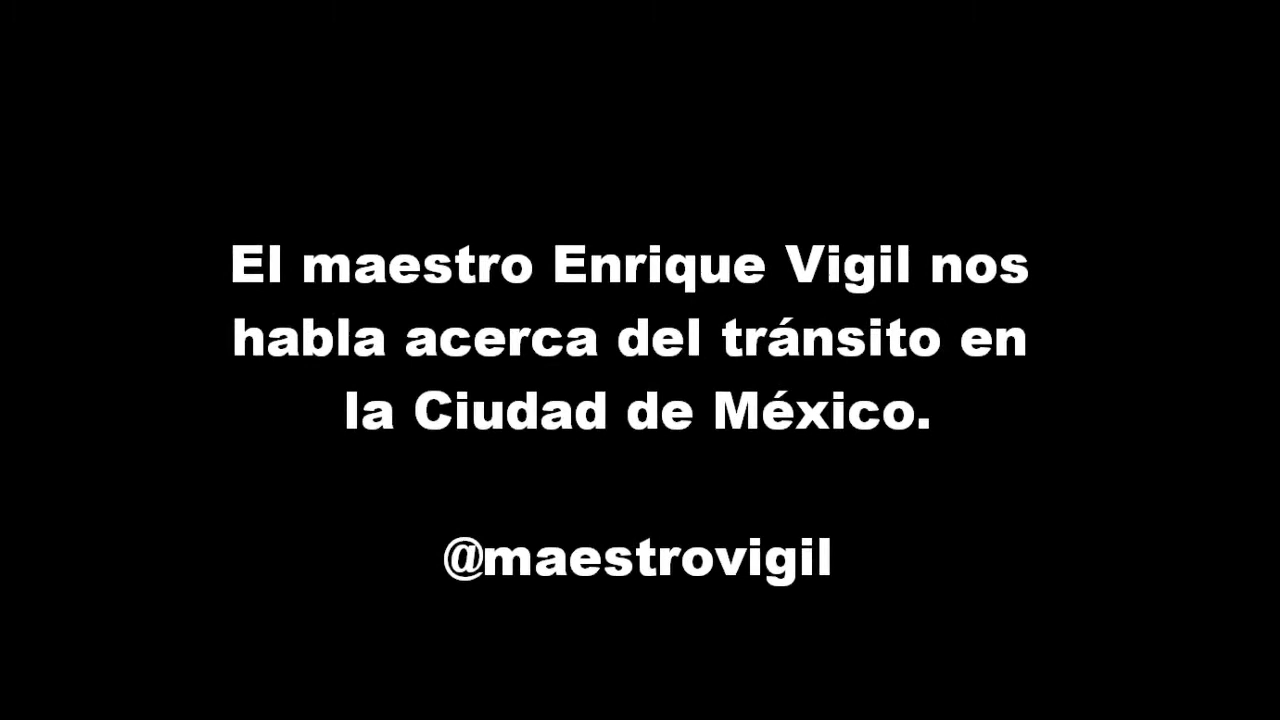 El maestro Enrique Vigil nos
habla acerca del tránsito en
la Ciudad de México.
@maestrovigil